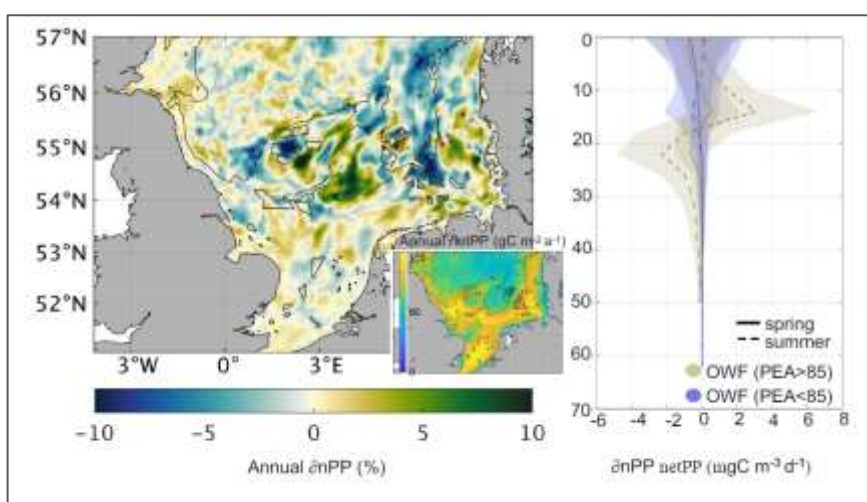 57°N
56°N
55°N
54°N
53°N
52°N
3°W
0°
3°E
Annual ∂netPP (gC m⁻² a⁻¹)
0
-10
-5
0
5
10
Annual ∂nPP (%)
0
10
20
30
40
50
60
70
spring
summer
OWF (PEA>85)
OWF (PEA<85)
-6
-4
-2
0
2
4
6
8
∂nPP netPP (mgC m⁻³ d⁻¹)